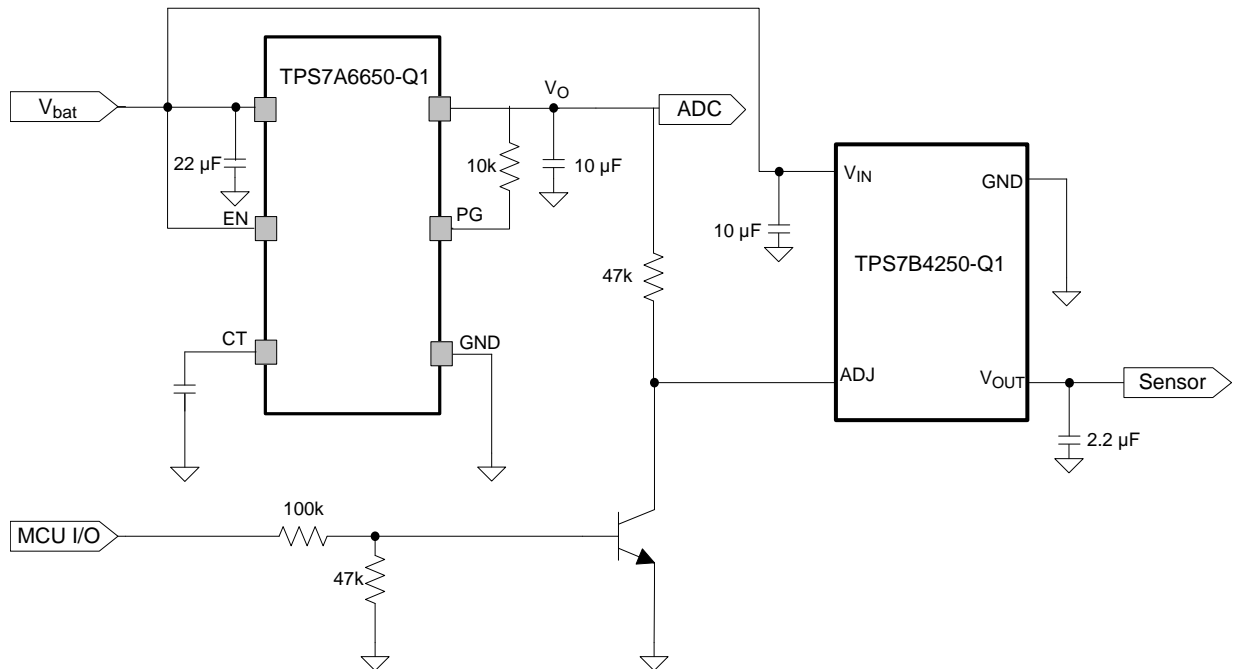 TPS7A6650-Q1
V_O
V_bat
ADC
22 µF
10k
10 µF
V_IN
GND
EN
PG
10 µF
TPS7B4250-Q1
47k
CT
GND
ADJ
V_OUT
Sensor
2.2 µF
100k
MCU I/O
47k